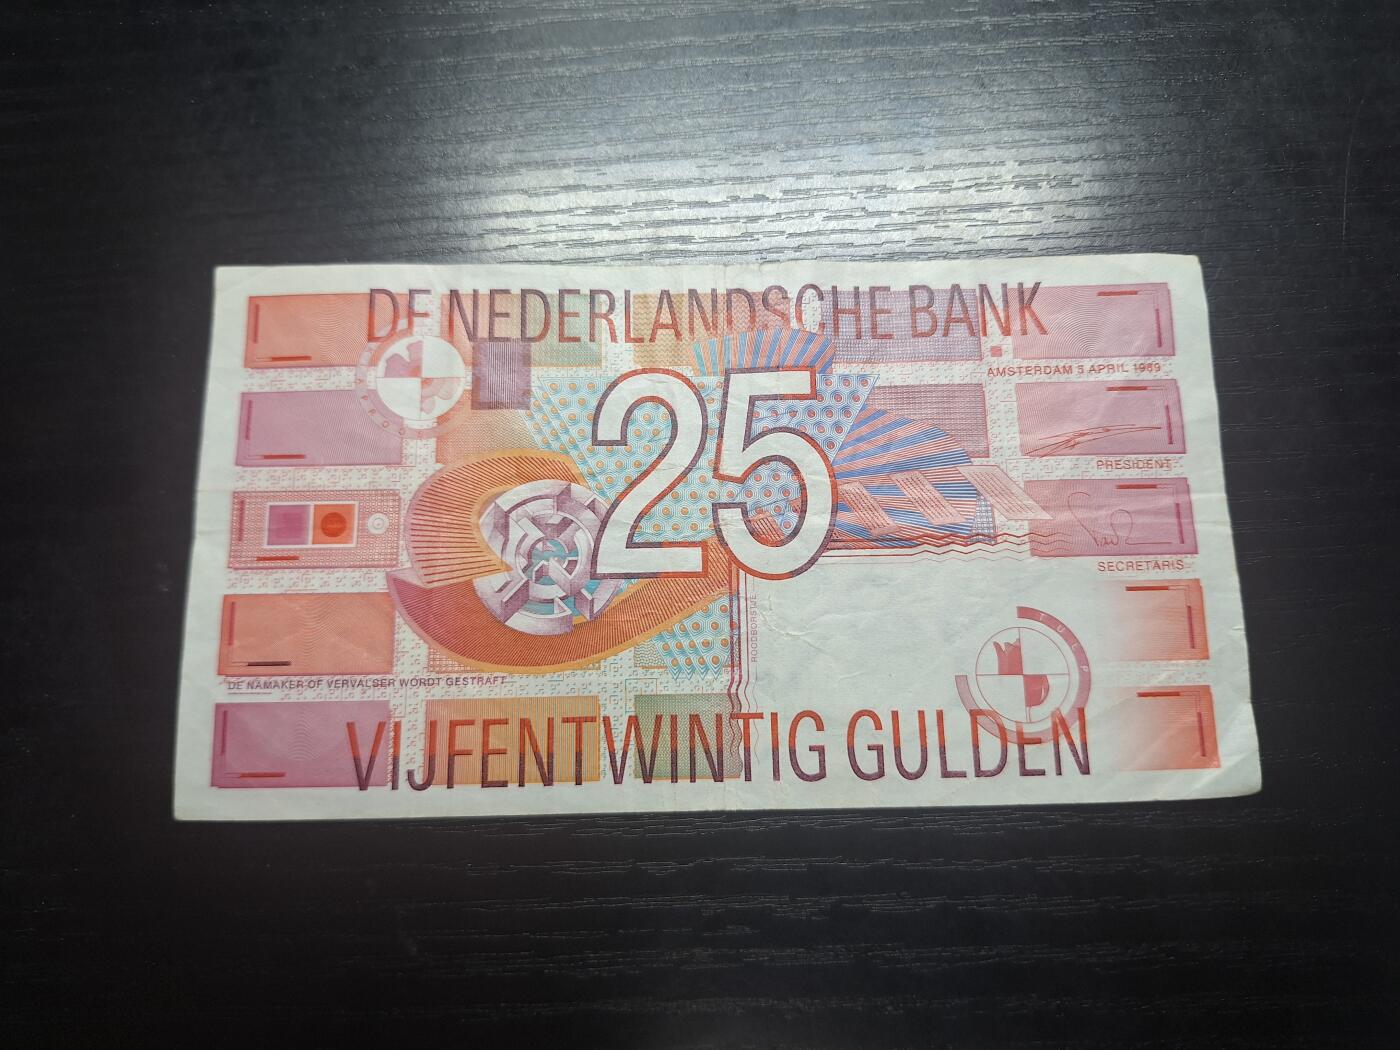 DE NEDERLANDSCHE BANK
AMSTERDAM 5 APRIL 1989
25
PRESIDENT
SECRETARIS
ROODBORSTJE
TULP
DE NAMAKER OF VERVALSER WORDT GESTRAFT
VIJFENTWINTIG GULDEN